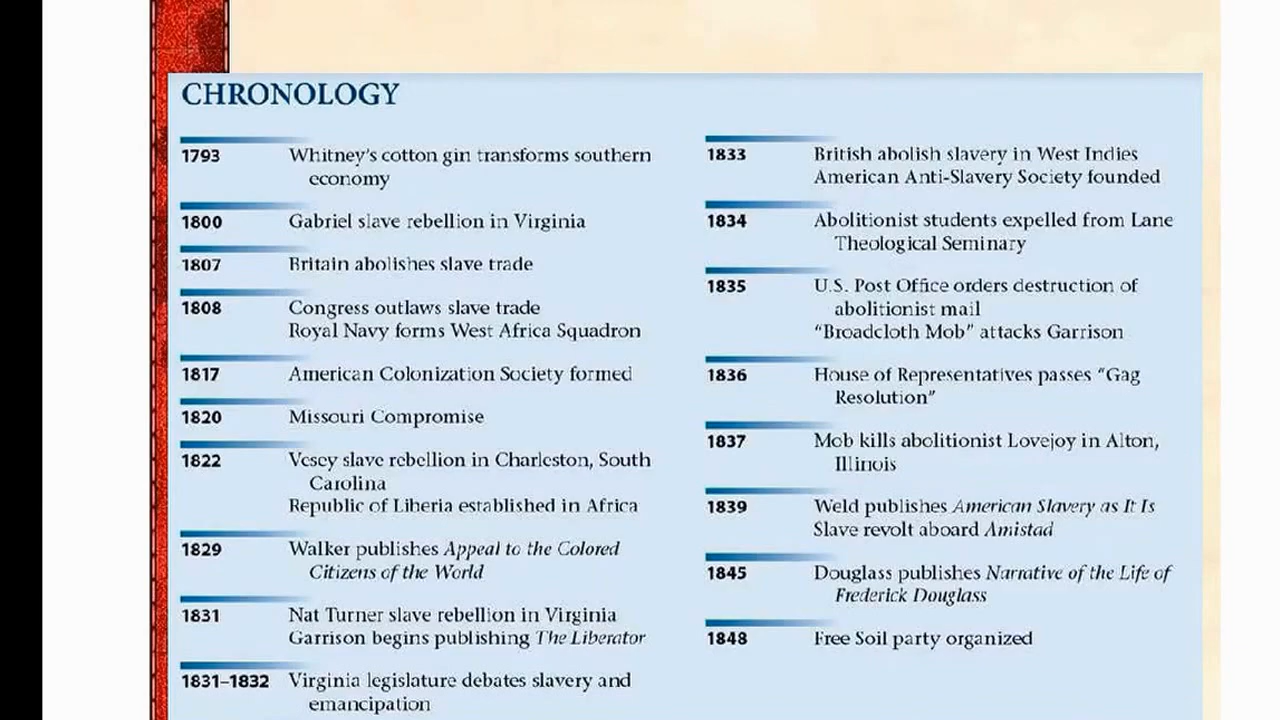 CHRONOLOGY
1793 Whitney's cotton gin transforms southern
economy
1800 Gabriel slave rebellion in Virginia
1807 Britain abolishes slave trade
1808 Congress outlaws slave trade
Royal Navy forms West Africa Squadron
1817 American Colonization Society formed
1820 Missouri Compromise
1822 Vesey slave rebellion in Charleston, South
Carolina
Republic of Liberia established in Africa
1829 Walker publishes Appeal to the Colored
Citizens of the World
1831 Nat Turner slave rebellion in Virginia
Garrison begins publishing The Liberator
1831–1832 Virginia legislature debates slavery and
emancipation
1833 British abolish slavery in West Indies
American Anti-Slavery Society founded
1834 Abolitionist students expelled from Lane
Theological Seminary
1835 U.S. Post Office orders destruction of
abolitionist mail
“Broadcloth Mob” attacks Garrison
1836 House of Representatives passes “Gag
Resolution”
1837 Mob kills abolitionist Lovejoy in Alton,
Illinois
1839 Weld publishes American Slavery as It Is
Slave revolt aboard Amistad
1845 Douglass publishes Narrative of the Life of
Frederick Douglass
1848 Free Soil party organized